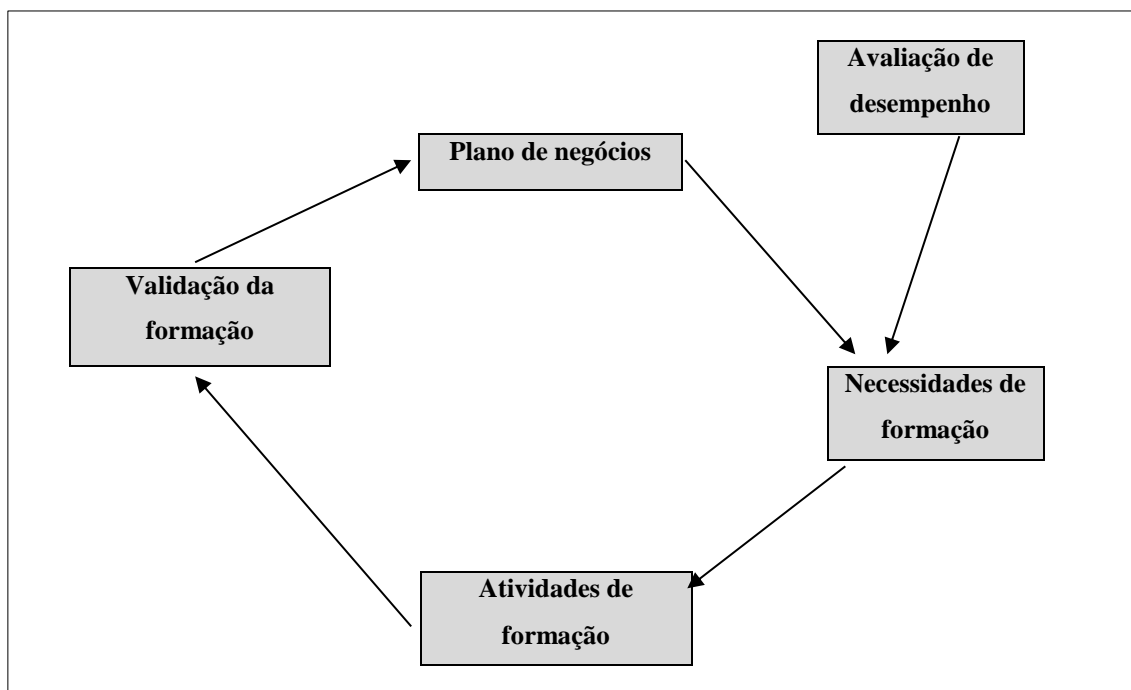 Avaliação de
desempenho
Plano de negócios
Validação da
formação
Necessidades de
formação
Atividades de
formação